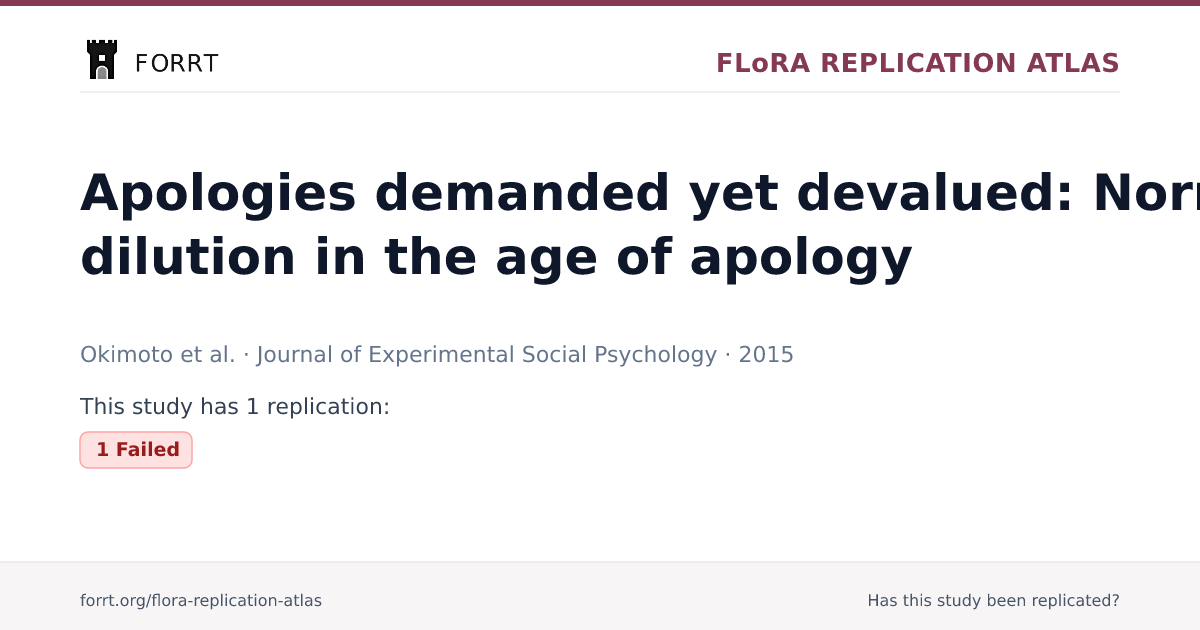 FORRT
FLoRA REPLICATION ATLAS
Apologies demanded yet devalued:
dilution in the age of apology
Okimoto et al. · Journal of Experimental Social Psychology · 2015
This study has 1 replication:
1 Failed
forrt.org/flora-replication-atlas
Has this study been replicated?